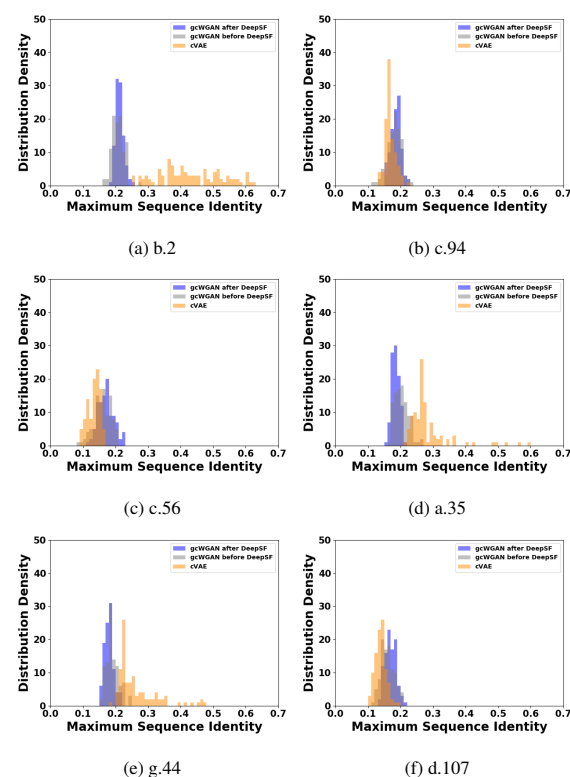 50
40
30
20
10
0
Distribution Density
gcWGAN after DeepSF
gcWGAN before DeepSF
cVAE
0.0 0.1 0.2 0.3 0.4 0.5 0.6 0.7
Maximum Sequence Identity
(a) b.2
50
40
30
20
10
0
Distribution Density
gcWGAN after DeepSF
gcWGAN before DeepSF
cVAE
0.0 0.1 0.2 0.3 0.4 0.5 0.6 0.7
Maximum Sequence Identity
(b) c.94
50
40
30
20
10
0
Distribution Density
gcWGAN after DeepSF
gcWGAN before DeepSF
cVAE
0.0 0.1 0.2 0.3 0.4 0.5 0.6 0.7
Maximum Sequence Identity
(c) c.56
50
40
30
20
10
0
Distribution Density
gcWGAN after DeepSF
gcWGAN before DeepSF
cVAE
0.0 0.1 0.2 0.3 0.4 0.5 0.6 0.7
Maximum Sequence Identity
(d) a.35
50
40
30
20
10
0
Distribution Density
gcWGAN after DeepSF
gcWGAN before DeepSF
cVAE
0.0 0.1 0.2 0.3 0.4 0.5 0.6 0.7
Maximum Sequence Identity
(e) g.44
50
40
30
20
10
0
Distribution Density
gcWGAN after DeepSF
gcWGAN before DeepSF
cVAE
0.0 0.1 0.2 0.3 0.4 0.5 0.6 0.7
Maximum Sequence Identity
(f) d.107